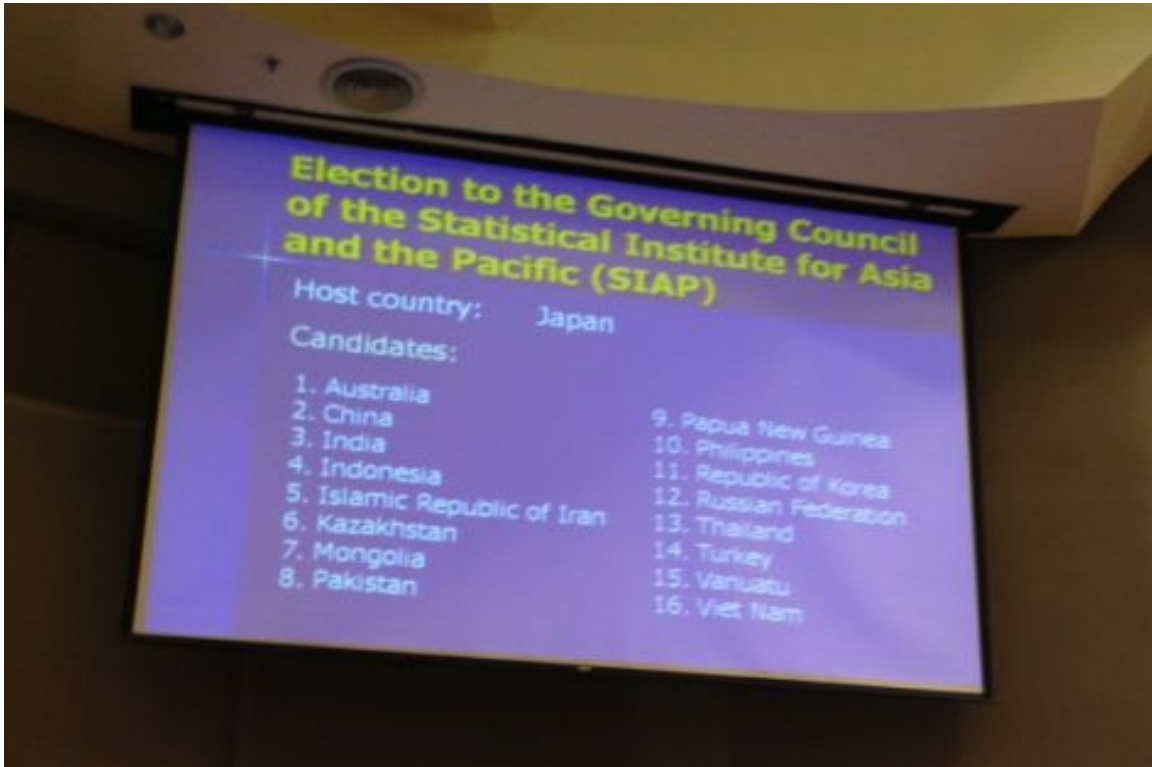 Election to the Governing Council
of the Statistical Institute for Asia
and the Pacific (SIAP)
Host country: Japan
Candidates:
1. Australia
2. China
3. India
4. Indonesia
5. Islamic Republic of Iran
6. Kazakhstan
7. Mongolia
8. Pakistan
9. Papua New Guinea
10. Philippines
11. Republic of Korea
12. Russian Federation
13. Thailand
14. Turkey
15. Vanuatu
16. Viet Nam